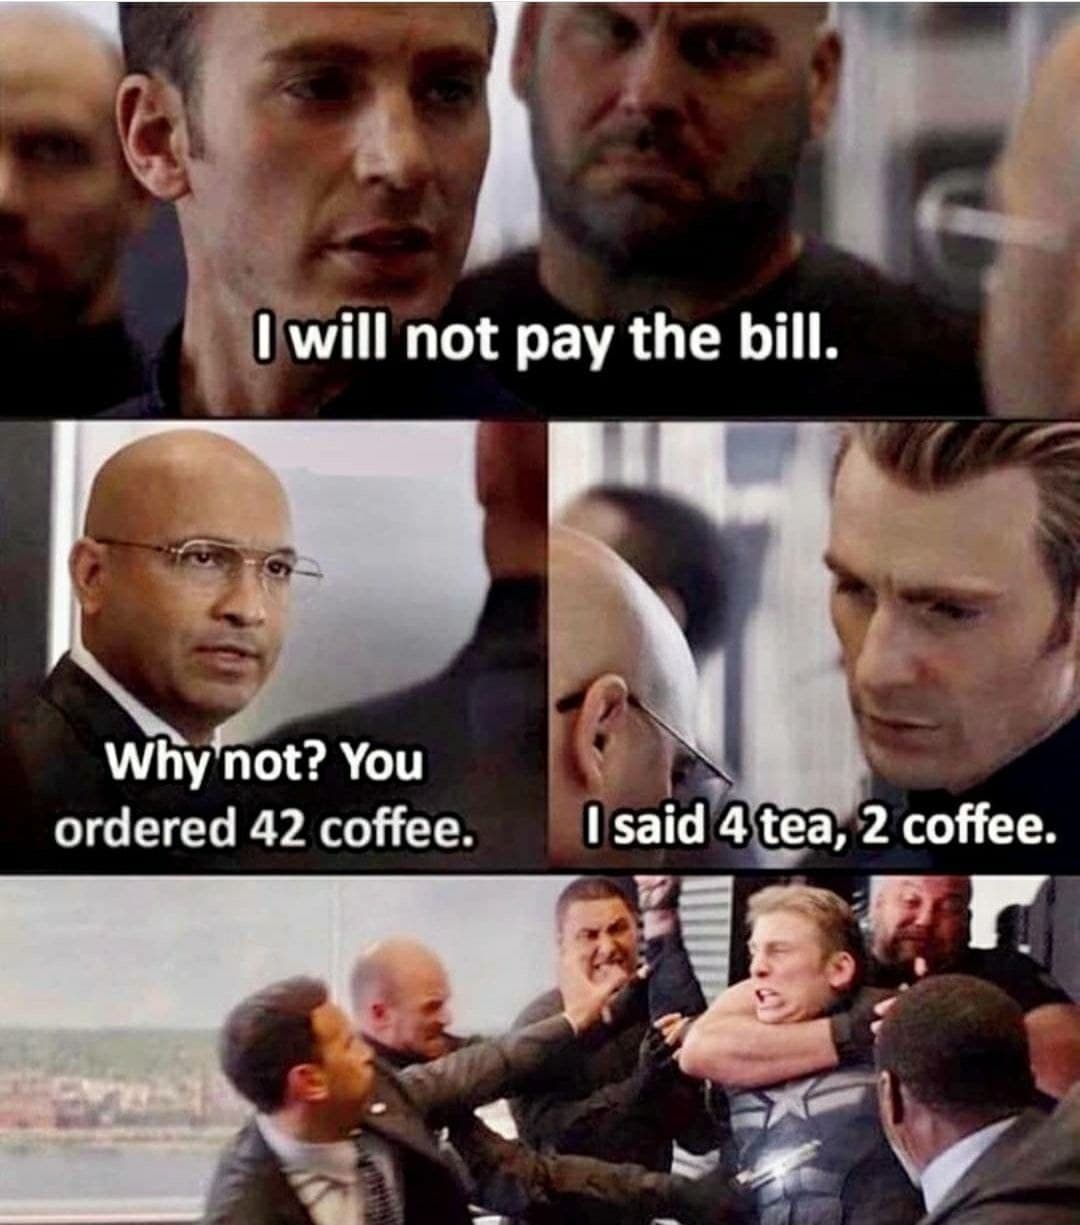 I will not pay the bill.
Why not? You
ordered 42 coffee.
I said 4 tea, 2 coffee.